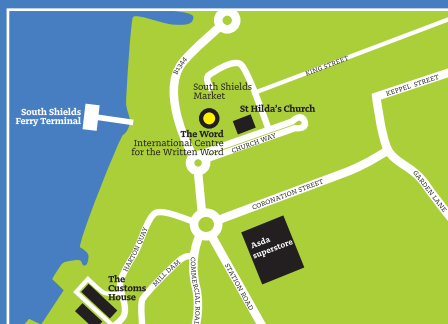 B1344
KING STREET
South Shields
Market
KEPPEL STREET
St Hilda's Church
South Shields
Ferry Terminal
The Word
International Centre
for the Written Word
CHURCH WAY
GARDEN LANE
CORONATION STREET
HARTON QUAY
Asda
superstore
MILL DAM
COMMERCIAL ROAD
STATION ROAD
The
Customs
House